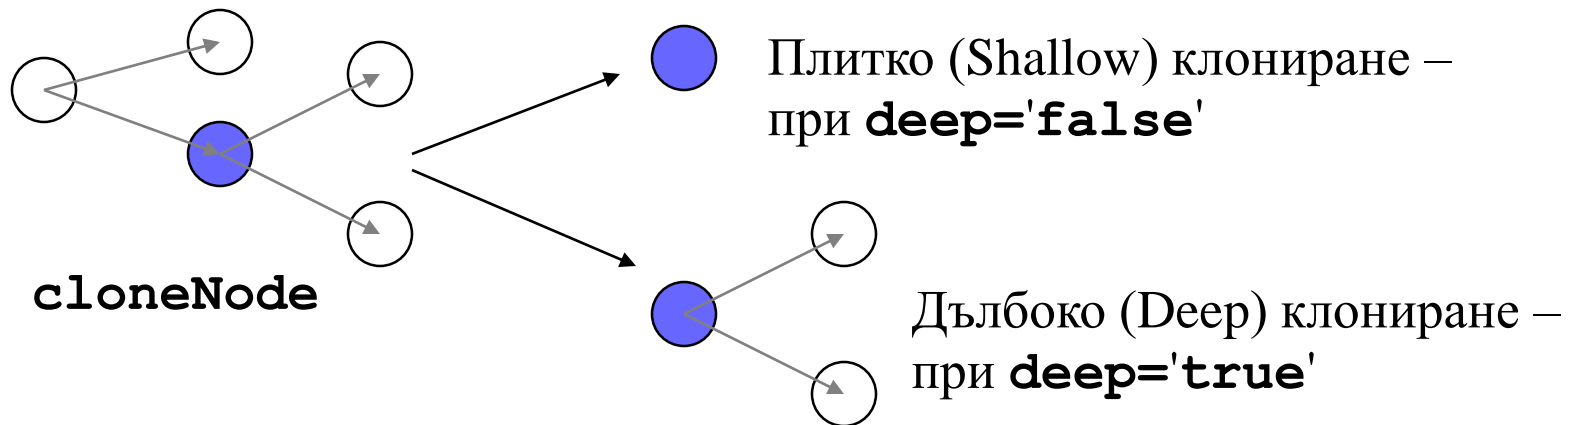 Плитко (Shallow) клониране –
при deep='false'
cloneNode
Дълбоко (Deep) клониране –
при deep='true'